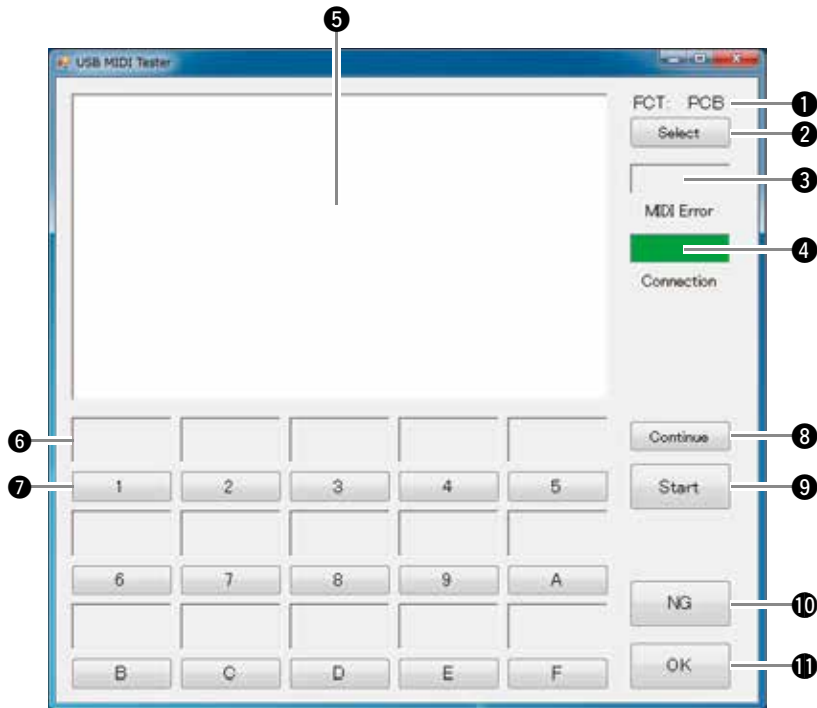 ❺
USB MIDI Tester
FCT: PCB ❶
Select ❷
❸
MIDI Error
❹
Connection
❻ Continue ❽
❼ 1 2 3 4 5 Start ❾
6 7 8 9 A
NG ❿
B C D E F OK ⓫